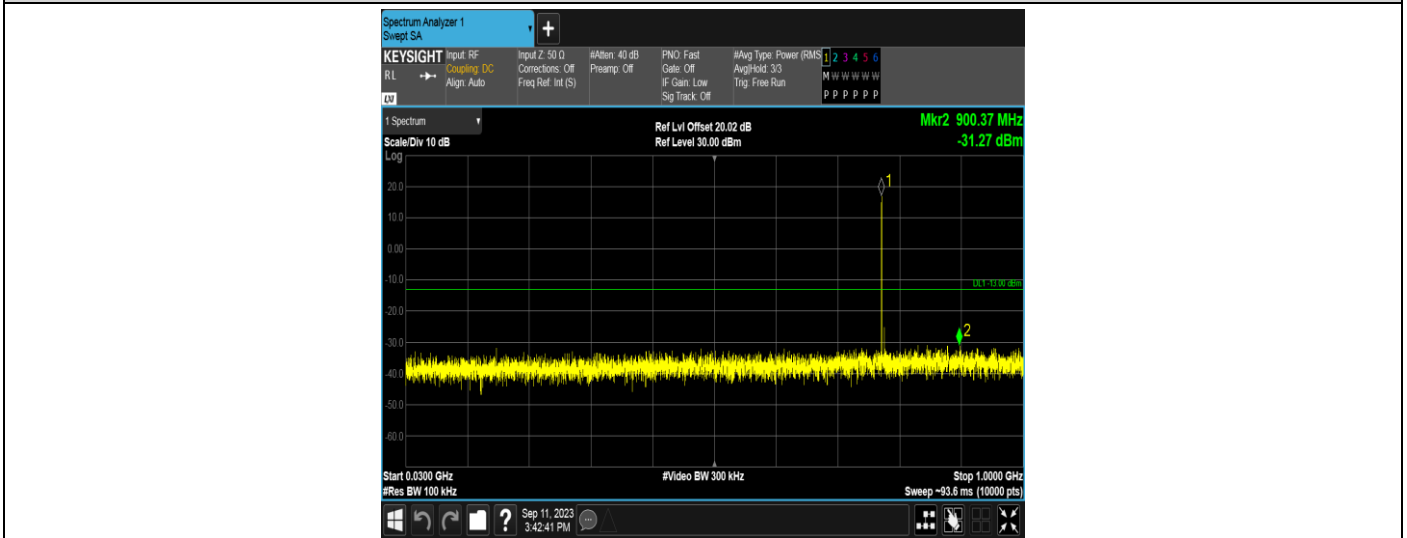 Spectrum Analyzer 1
Swept SA
+
KEYSIGHT
RL
LXI
Input: RF
Coupling: DC
Align: Auto
Input Z: 50 Ω
Corrections: Off
Freq Ref: Int (S)
#Atten: 40 dB
Preamp: Off
PNO: Fast
Gate: Off
IF Gain: Low
Sig Track: Off
#Avg Type: Power (RMS
Avg|Hold: 3/3
Trig: Free Run
1 2 3 4 5 6
M W W W W W
P P P P P P
1 Spectrum
Scale/Div 10 dB
Log
Ref Lvl Offset 20.02 dB
Ref Level 30.00 dBm
Mkr2 900.37 MHz
-31.27 dBm
20.0
10.0
0.00
-10.0
-20.0
-30.0
-40.0
-50.0
-60.0
1
DL1 -13.00 dBm
2
Start 0.0300 GHz
#Res BW 100 kHz
#Video BW 300 kHz
Stop 1.0000 GHz
Sweep ~93.6 ms (10000 pts)
?
Sep 11, 2023
3:42:41 PM